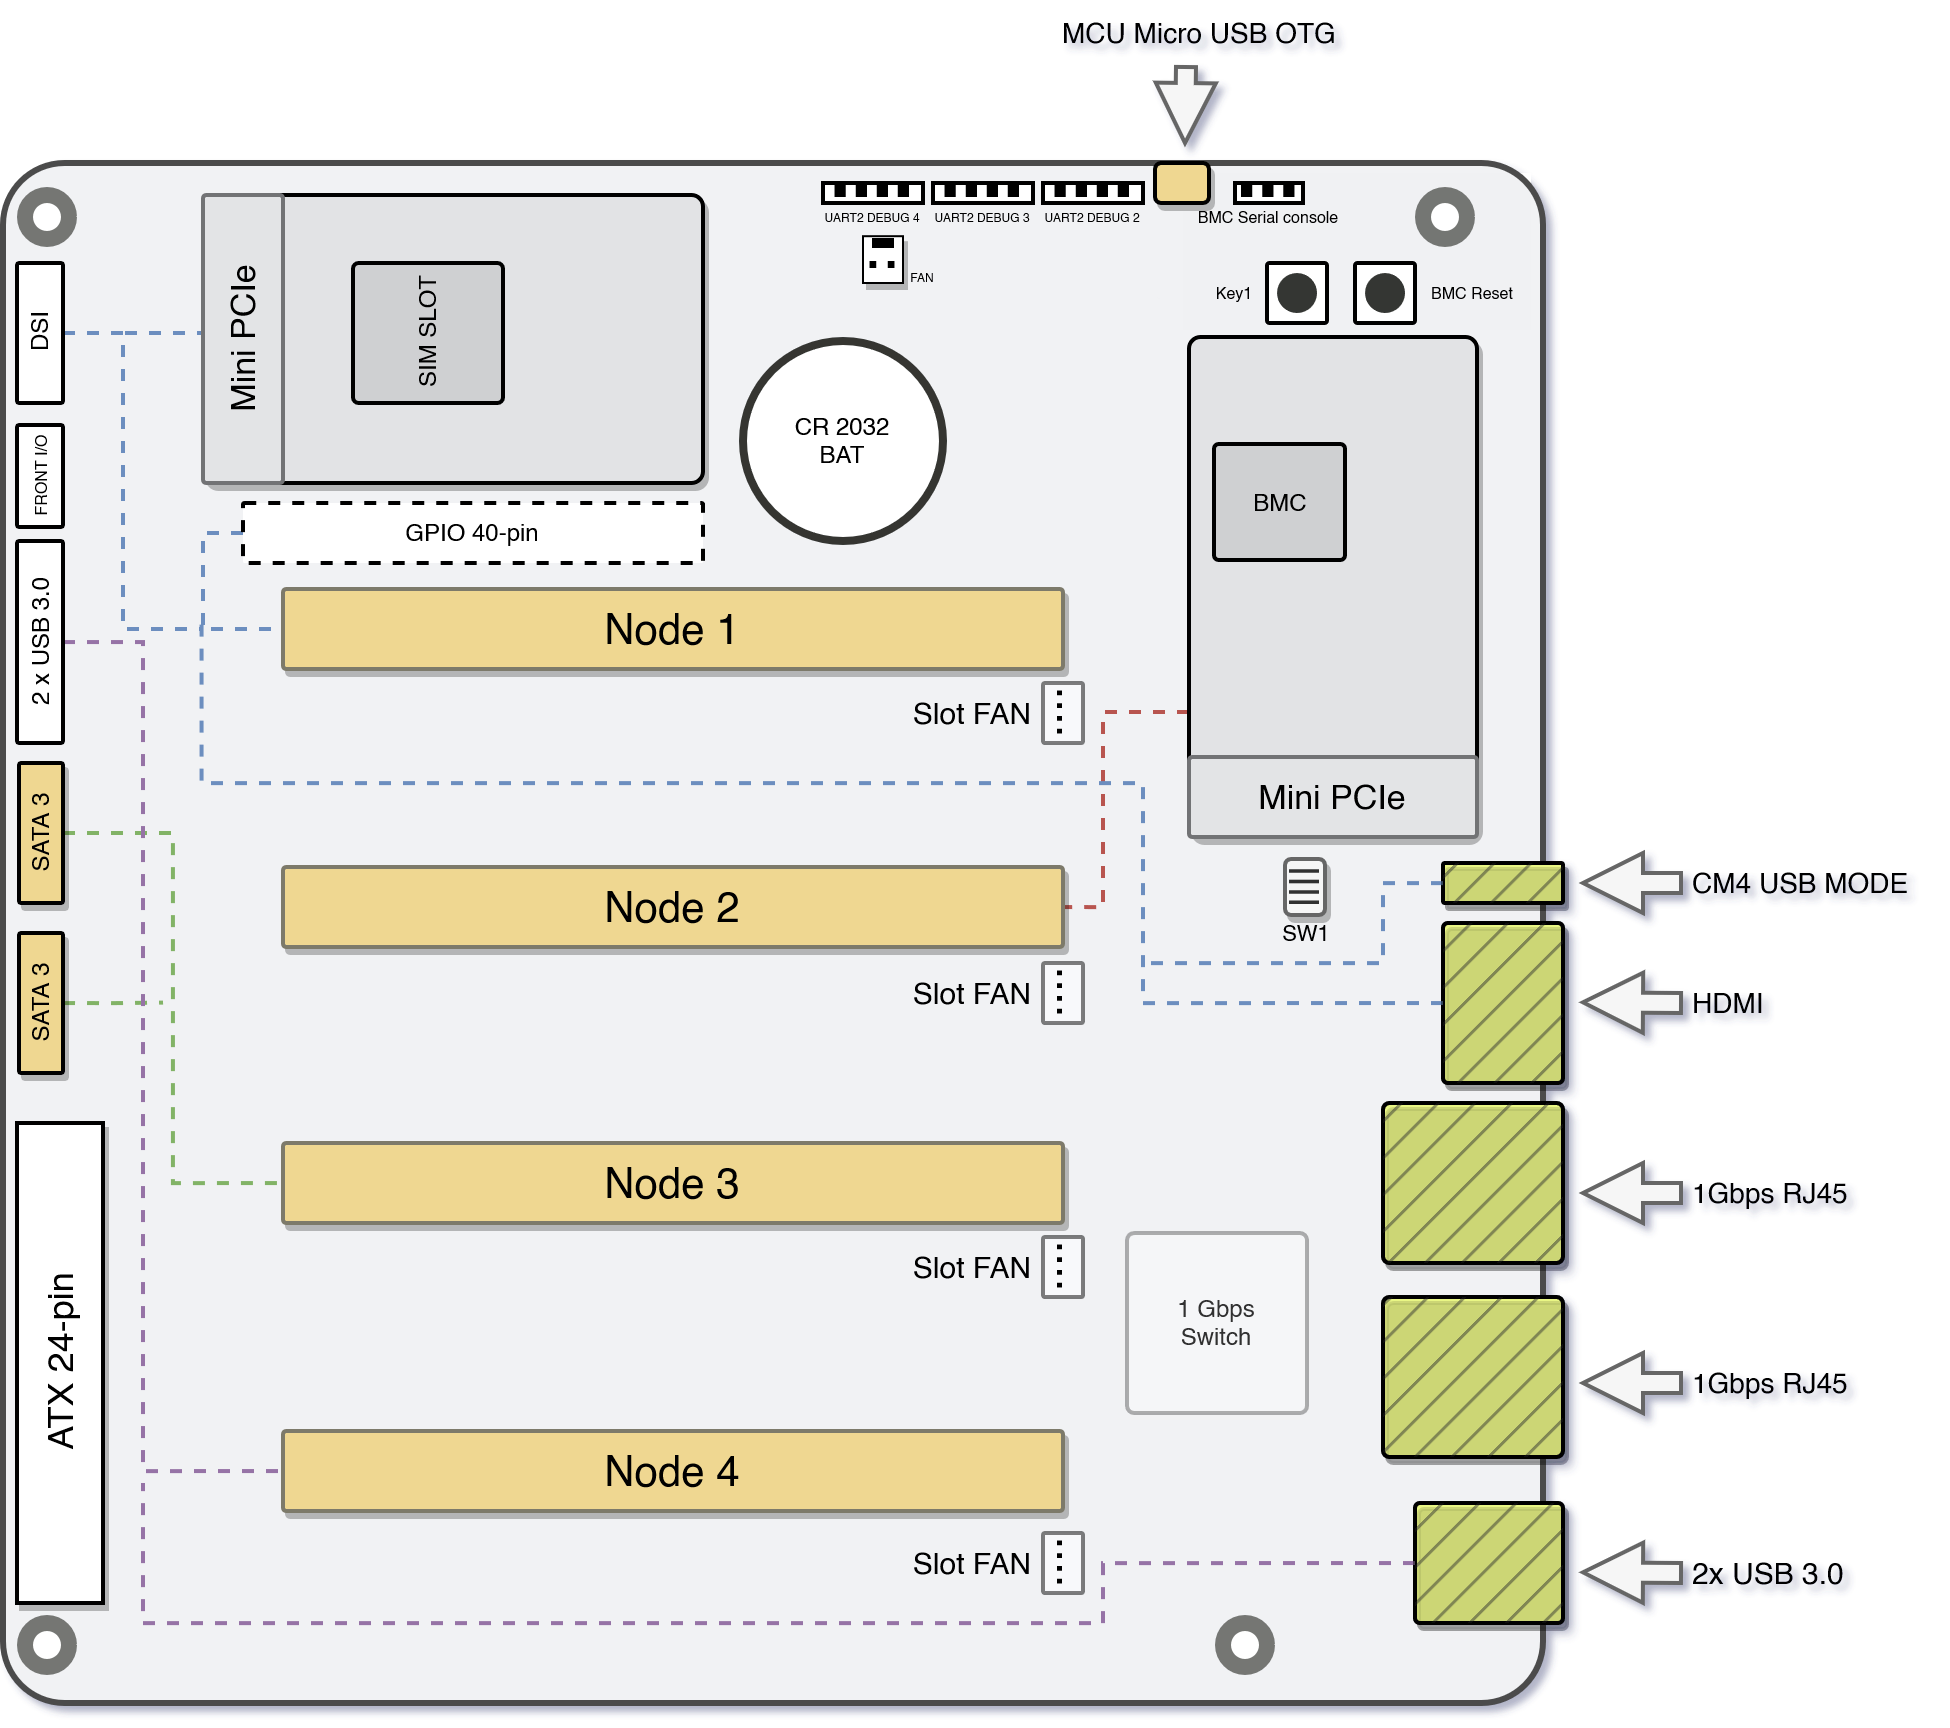 MCU Micro USB OTG
UART2 DEBUG 4
UART2 DEBUG 3
UART2 DEBUG 2
BMC Serial console
FAN
Key1
BMC Reset
Mini PCIe
SIM SLOT
DSI
FRONT I/O
2 x USB 3.0
SATA 3
SATA 3
ATX 24-pin
CR 2032
BAT
BMC
GPIO 40-pin
Node 1
Slot FAN
Mini PCIe
SW1
Node 2
Slot FAN
Node 3
Slot FAN
1 Gbps
Switch
Node 4
Slot FAN
CM4 USB MODE
HDMI
1Gbps RJ45
1Gbps RJ45
2x USB 3.0